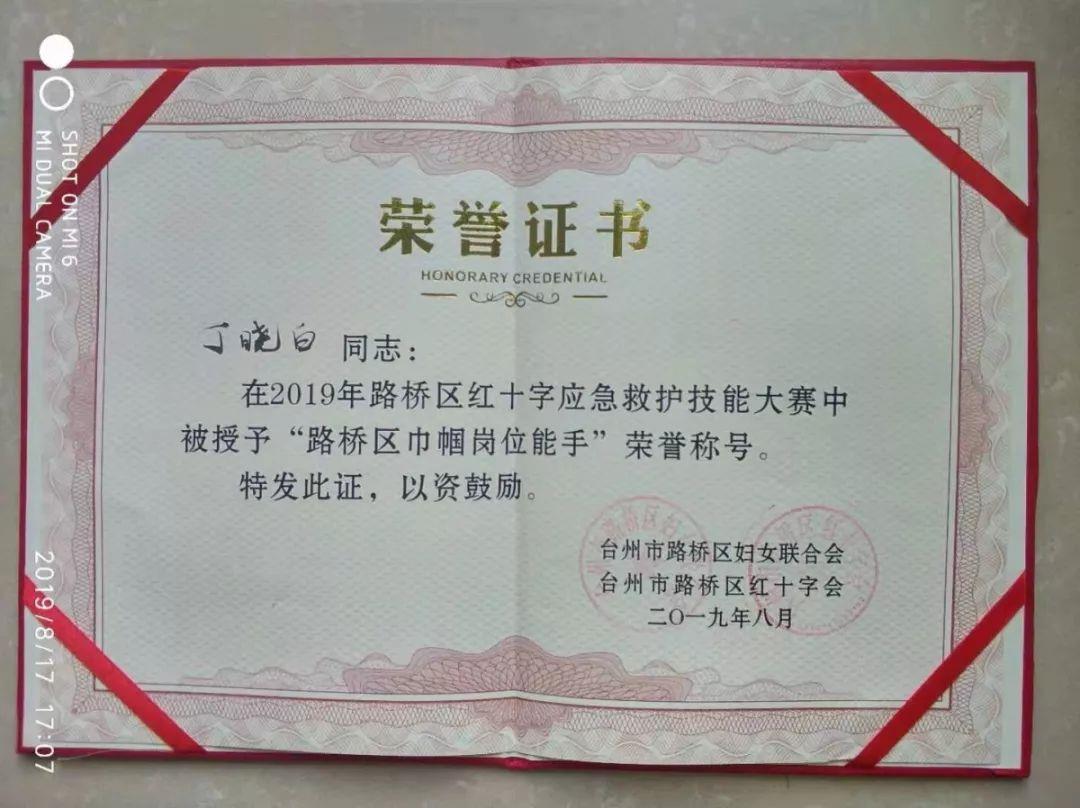 荣誉证书
HONORARY CREDENTIAL
丁晓白 同志：
在2019年路桥区红十字应急救护技能大赛中
被授予“路桥区巾帼岗位能手”荣誉称号。
特发此证，以资鼓励。
台州市路桥区妇女联合会
台州市路桥区红十字会
二〇一九年八月
SHOT ON MI 6
MI DUAL CAMERA
2019/8/17 17:07